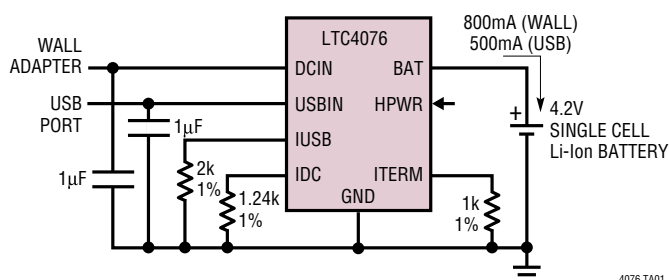 800mA (WALL)
500mA (USB)
LTC4076
WALL
ADAPTER
DCIN
BAT
USB
PORT
USBIN
HPWR
+
4.2V
SINGLE CELL
Li-Ion BATTERY
1µF
IUSB
1µF
2k
1%
IDC
ITERM
1.24k
1%
GND
1k
1%
4076 TA01